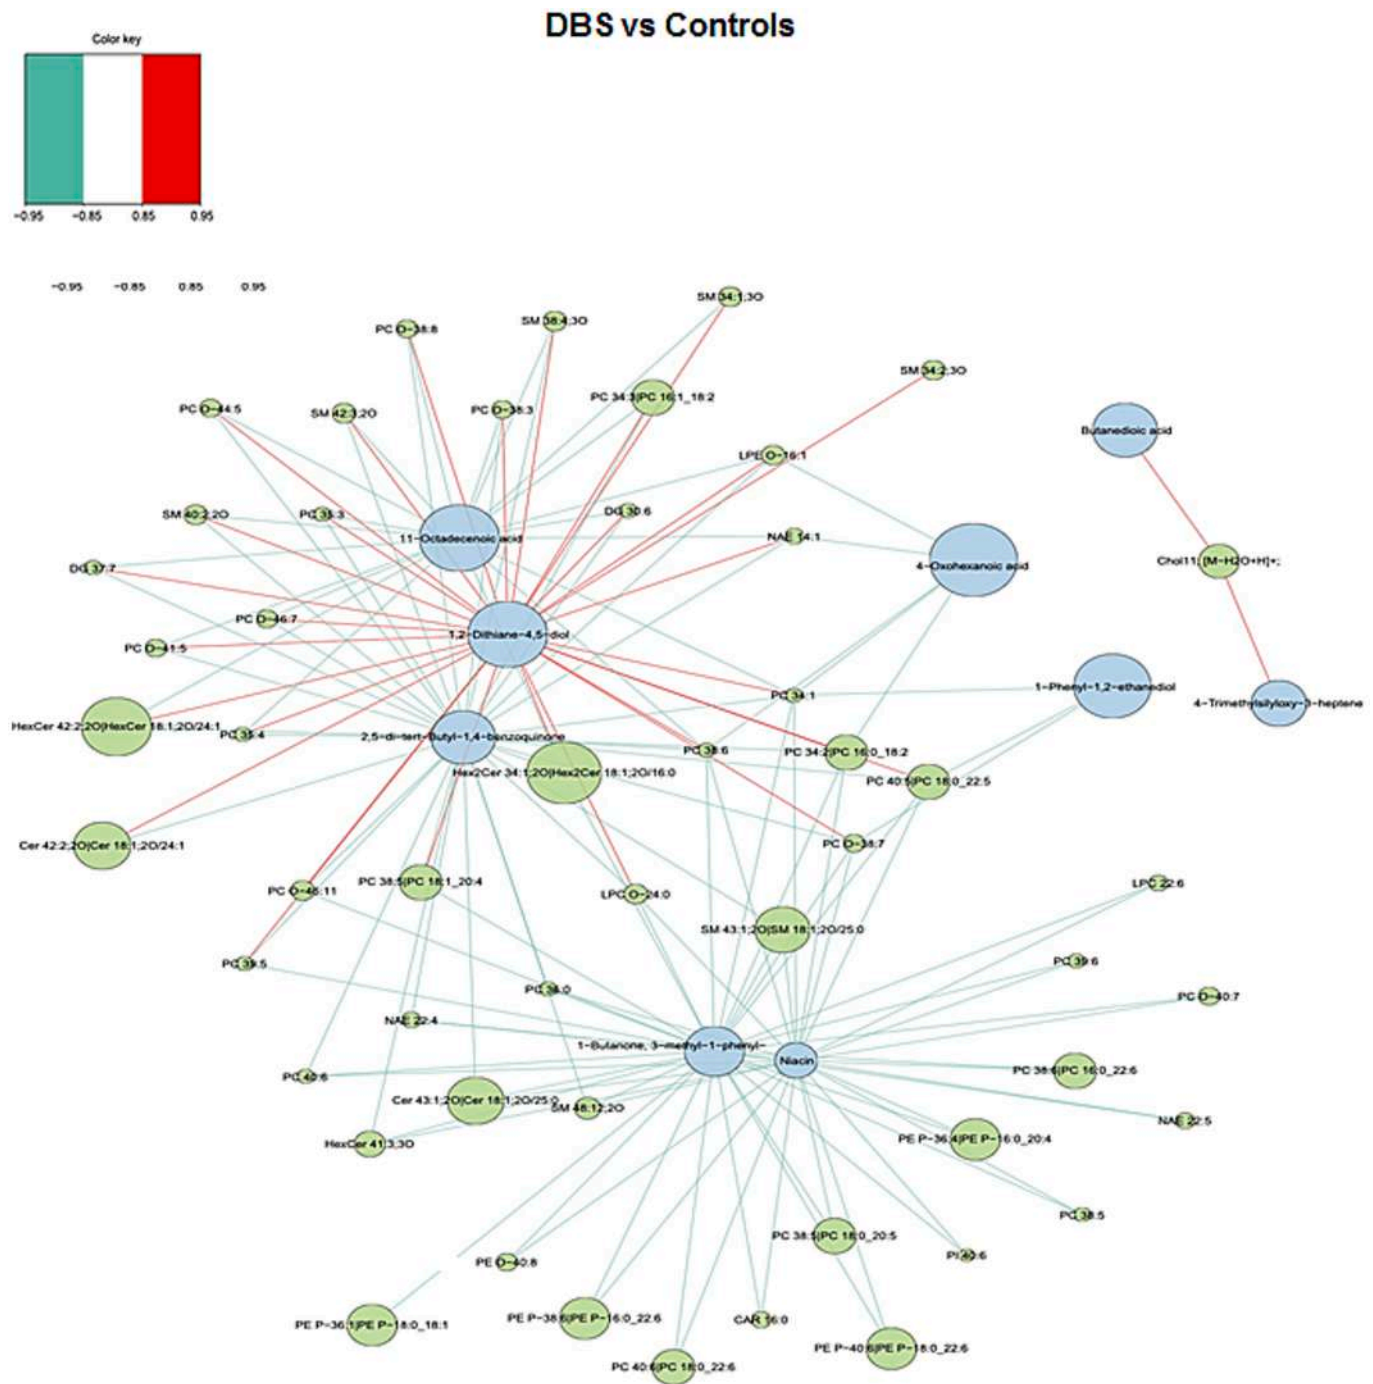 DBS vs Controls
Color key
−0.95 −0.85 0.85 0.95
−0.95 −0.85 0.85 0.95
SM 34:1;3O
PC O−38:8
SM 38:4;3O
SM 34:2;3O
PC O−44:5
SM 42:3;2O
PC O−38:3
PC 34:3|PC 16:1_18:2
Butanedioic acid
LPE O−16:1
SM 40:2;2O
PC 35:3
DG 30:6
11−Octadecenoic acid
NAE 14:1
4−Oxohexanoic acid
Chol11; [M−H2O+H]+;
DG 37:7
PC O−46:7
1,2−Dithiane−4,5−diol
PC O−41:5
PC 34:1
1−Phenyl−1,2−ethanediol
4−Trimethylsilyloxy−3−heptene
HexCer 42:2;2O|HexCer 18:1;2O/24:1
PC 35:4
2,5−di−tert−Butyl−1,4−benzoquinone
PC 38:6
PC 34:2|PC 16:0_18:2
Hex2Cer 34:1;2O|Hex2Cer 18:1;2O/16:0
PC 40:5|PC 18:0_22:5
Cer 42:2;2O|Cer 18:1;2O/24:1
PC O−38:7
PC 38:5|PC 18:1_20:4
LPC 22:6
LPC O−24:0
SM 43:1;2O|SM 18:1;2O/25:0
PC 39:5
PC 39:6
PC 36:0
PC O−40:7
NAE 22:4
1−Butanone, 3−methyl−1−phenyl−
Niacin
PC 40:6
PC 38:6|PC 16:0_22:6
Cer 43:1;2O|Cer 18:1;2O/25:0
SM 48:12;2O
NAE 22:5
HexCer 41:3;3O
PE P−36:4|PE P−16:0_20:4
PC 38:5
PC 38:5|PC 18:0_20:5
PI 40:6
PE O−40:8
PE P−36:1|PE P−18:0_18:1
PE P−38:6|PE P−16:0_22:6
CAR 16:0
PE P−40:6|PE P−18:0_22:6
PC 40:6|PC 18:0_22:6